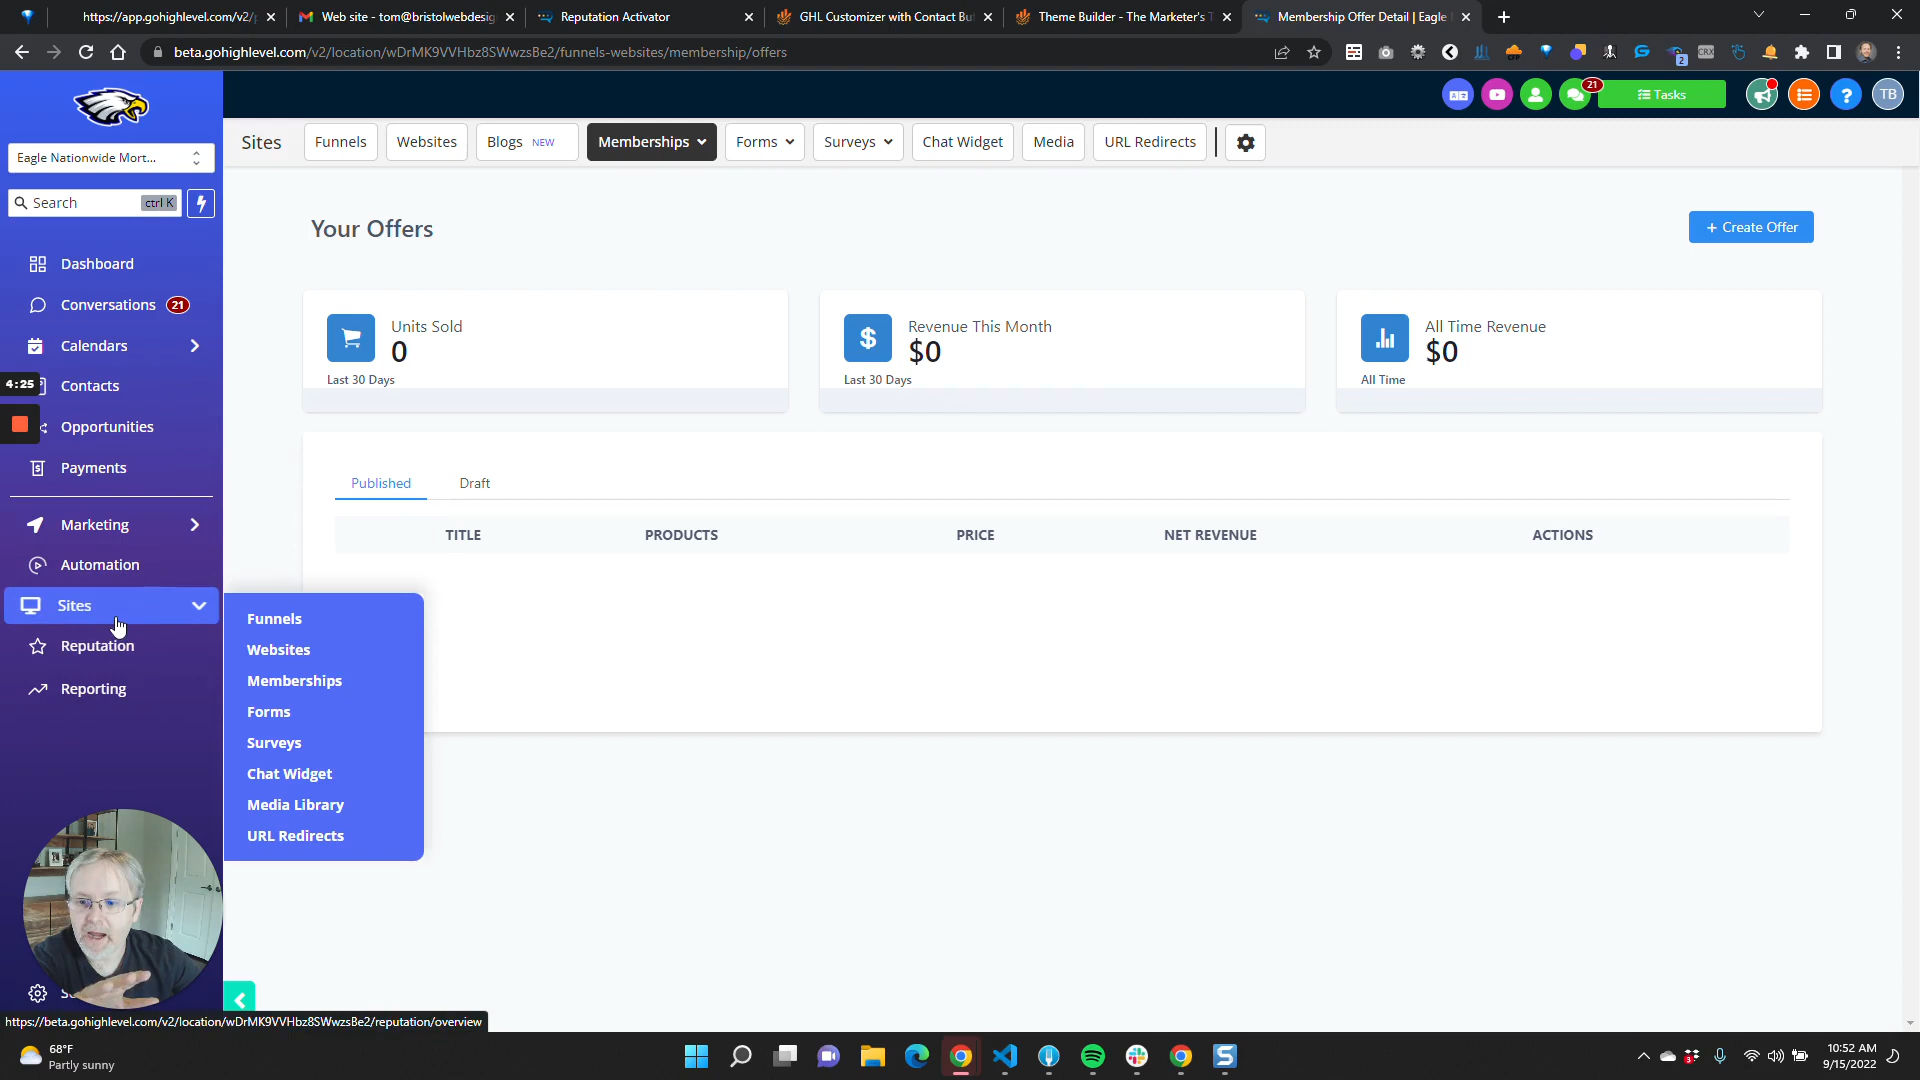 https://app.gohighlevel.com/v2/
Web site - tom@bristolwebdesig
Reputation Activator
GHL Customizer with Contact Bu
Theme Builder - The Marketer's T
Membership Offer Detail | Eagle
beta.gohighlevel.com/v2/location/wDrMK9VVHbz8SWwzsBe2/funnels-websites/membership/offers
CRX
2
21
Tasks
?
TB
Sites
Funnels
Websites
Blogs NEW
Memberships
Forms
Surveys
Chat Widget
Media
URL Redirects
Eagle Nationwide Mort...
Search
ctrl K
Dashboard
Conversations 21
Calendars
4:25
Contacts
Opportunities
Payments
Marketing
Automation
Sites
Reputation
Reporting
Your Offers
+ Create Offer
Units Sold
0
Last 30 Days
Revenue This Month
$0
Last 30 Days
All Time Revenue
$0
All Time
Published
Draft
TITLE
PRODUCTS
PRICE
NET REVENUE
ACTIONS
Funnels
Websites
Memberships
Forms
Surveys
Chat Widget
Media Library
URL Redirects
https://beta.gohighlevel.com/v2/location/wDrMK9VVHbz8SWwzsBe2/reputation/overview
68°F
Partly sunny
3
10:52 AM
9/15/2022